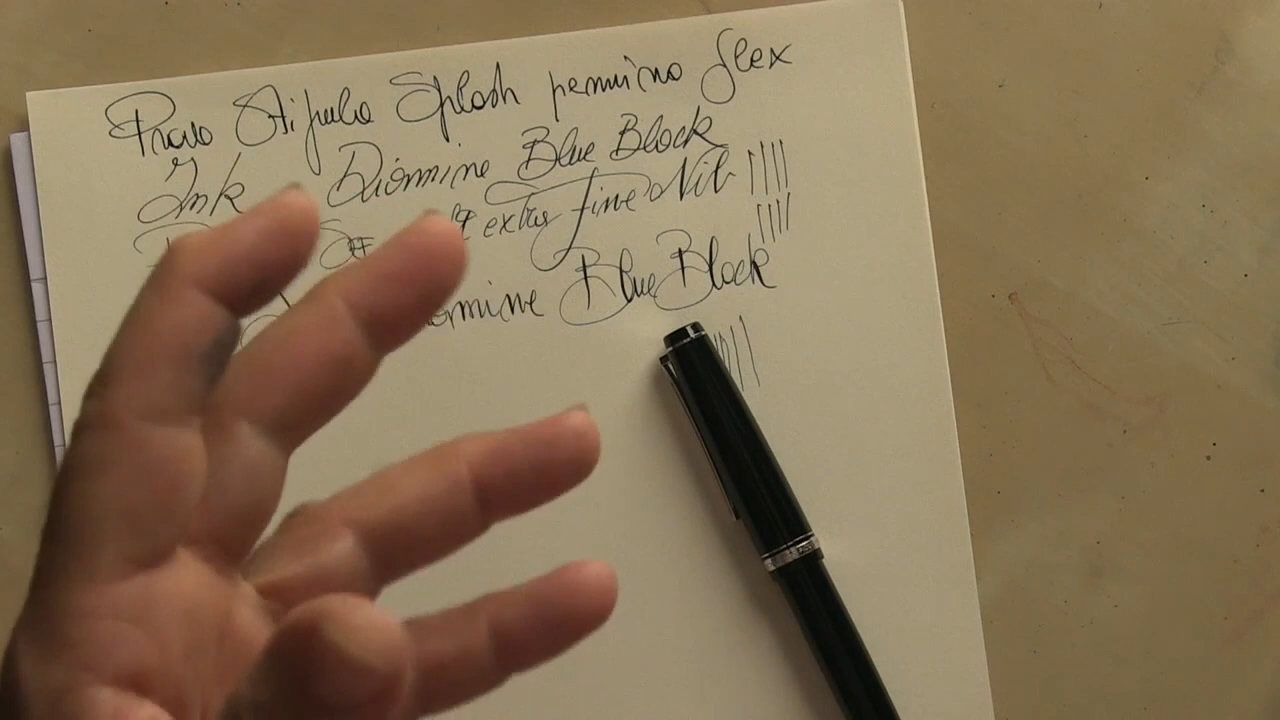 Prova Stipula Splash pennino flex
Ink Diamine Blue Black
extra fine Nib
Blue Black